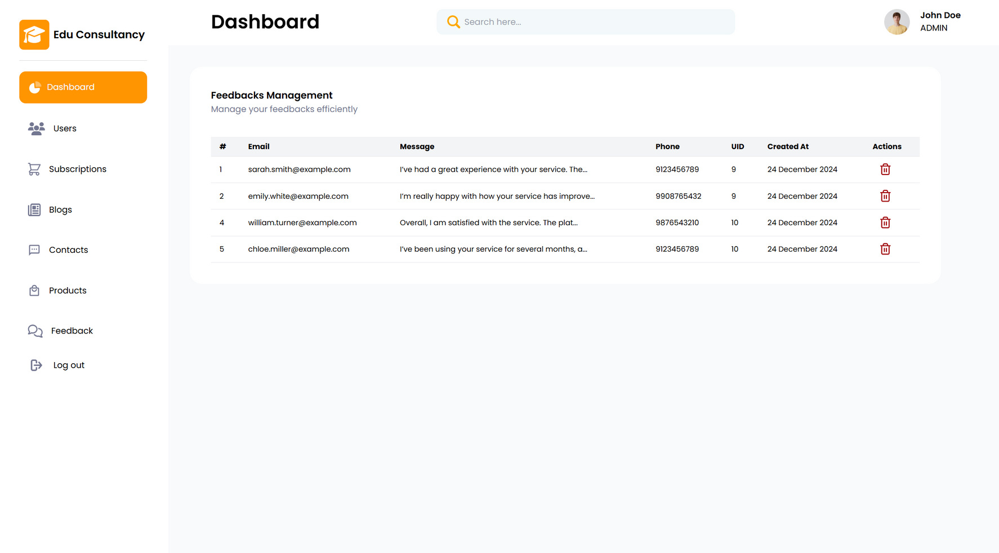 Edu Consultancy
Dashboard
Users
Subscriptions
Blogs
Contacts
Products
Feedback
Log out
Dashboard
Search here...
John Doe
ADMIN
Feedbacks Management
Manage your feedbacks efficiently
# Email Message Phone UID Created At Actions
1 sarah.smith@example.com I've had a great experience with your service. The... 9123456789 9 24 December 2024
2 emily.white@example.com I'm really happy with how your service has improve... 9908765432 9 24 December 2024
4 william.turner@example.com Overall, I am satisfied with the service. The plat... 9876543210 10 24 December 2024
5 chloe.miller@example.com I've been using your service for several months, a... 9123456789 10 24 December 2024